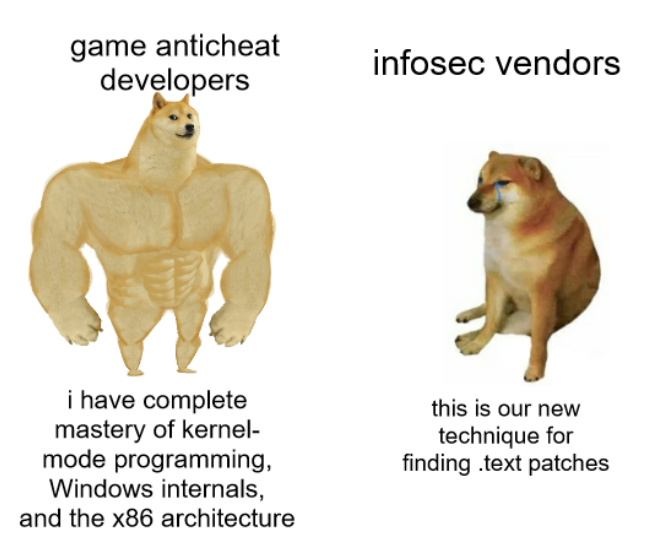 game anticheat
developers
infosec vendors
i have complete
mastery of kernel-
mode programming,
Windows internals,
and the x86 architecture
this is our new
technique for
finding .text patches